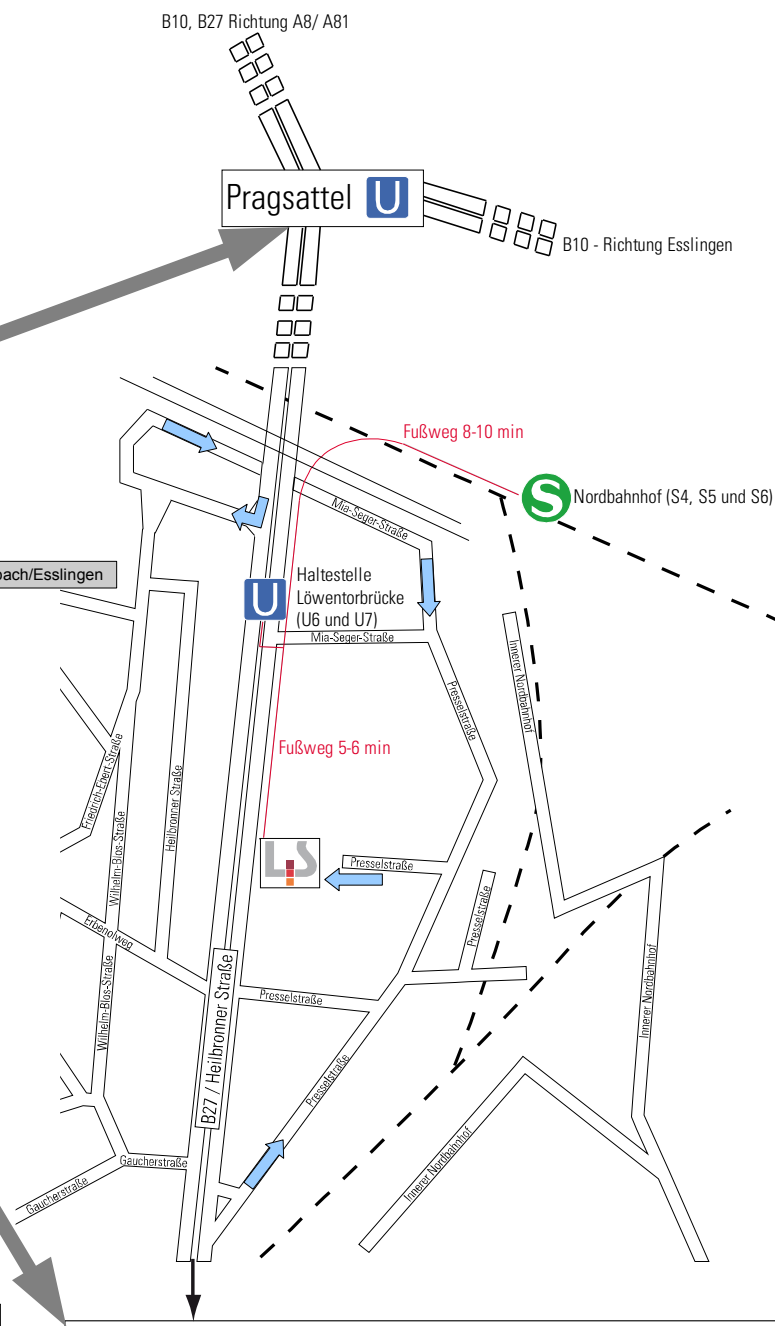 B10, B27 Richtung A8/ A81
Pragsattel U
B10 - Richtung Esslingen
Fußweg 8-10 min
S Nordbahnhof (S4, S5 und S6)
Mia-Seger-Straße
bach/Esslingen
U
Haltestelle
Löwentorbrücke
(U6 und U7)
Mia-Seger-Straße
Innerer Nordbahnhof
Presselstraße
Fußweg 5-6 min
Friedrich-Ebert-Straße
Heilbronner Straße
Wilhelm-Blos-Straße
LS
Presselstraße
Presselstraße
Erbenolweg
Wilhelm-Blos-Straße
B27 / Heilbronner Straße
Presselstraße
Innerer Nordbahnhof
Presselstraße
Innerer Nordbahnhof
Gaucherstraße
Gaucherstraße